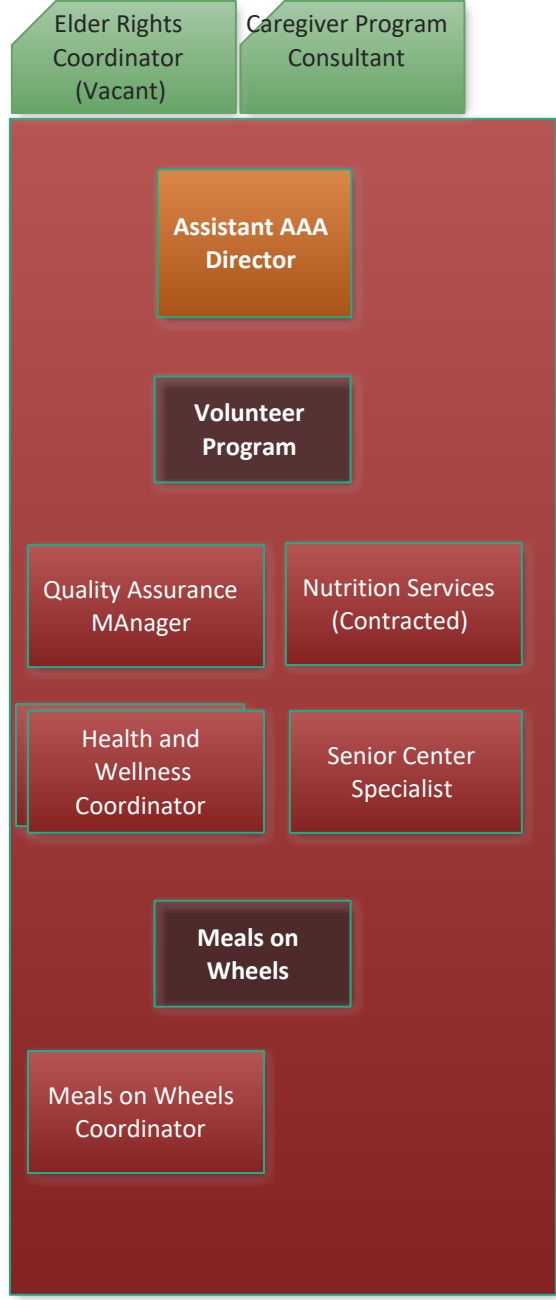 Elder Rights
Coordinator
(Vacant)
Caregiver Program
Consultant
Assistant AAA
Director
Volunteer
Program
Quality Assurance
MAnager
Nutrition Services
(Contracted)
Health and
Wellness
Coordinator
Senior Center
Specialist
Meals on
Wheels
Meals on Wheels
Coordinator